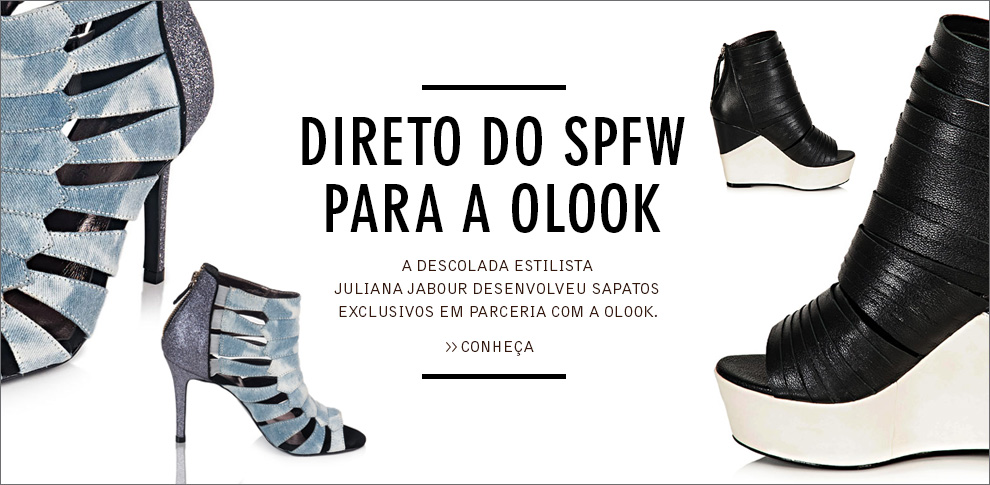 DIRETO DO SPFW
PARA A OLOOK
A DESCOLADA ESTILISTA
JULIANA JABOUR DESENVOLVEU SAPATOS
EXCLUSIVOS EM PARCERIA COM A OLOOK.
>> CONHEÇA